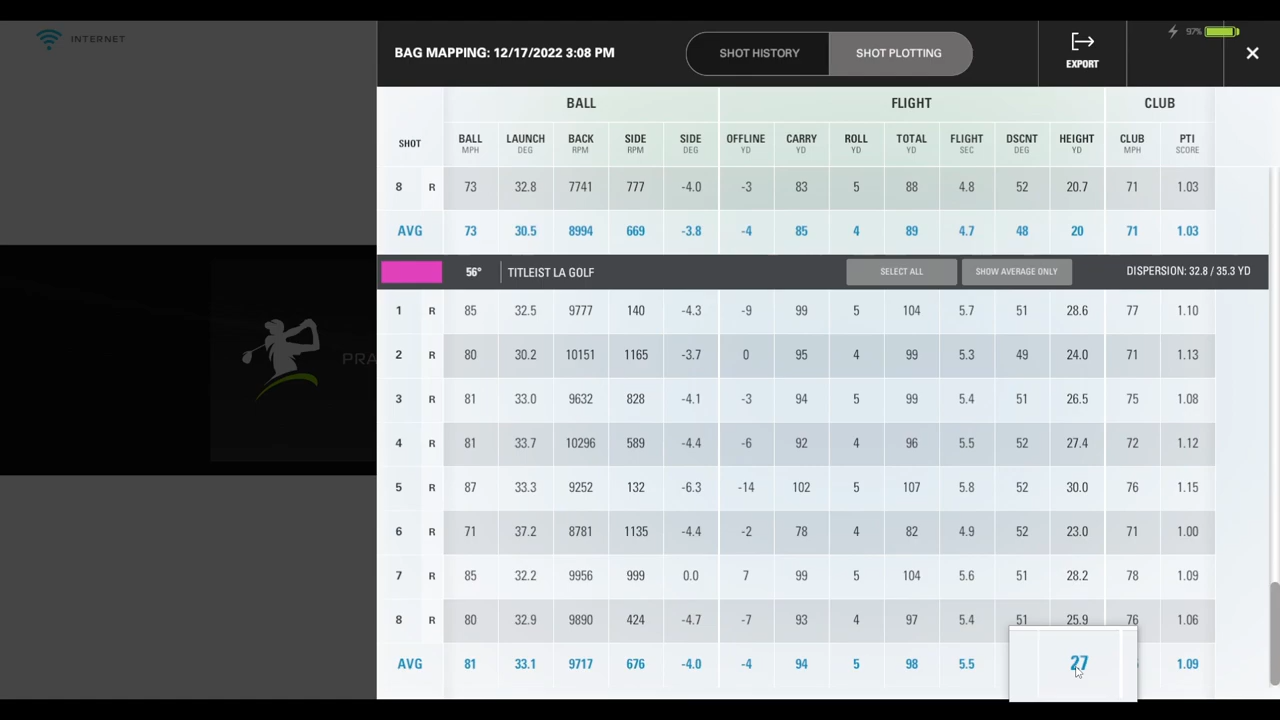 INTERNET
BAG MAPPING: 12/17/2022 3:08 PM
SHOT HISTORY
SHOT PLOTTING
EXPORT
97%
BALL FLIGHT CLUB
SHOT BALL MPH LAUNCH DEG BACK RPM SIDE RPM SIDE DEG OFFLINE YD CARRY YD ROLL YD TOTAL YD FLIGHT SEC DSCNT DEG HEIGHT YD CLUB MPH PTI SCORE
8 R 73 32.8 7741 777 -4.0 -3 83 5 88 4.8 52 20.7 71 1.03
AVG 73 30.5 8994 669 -3.8 -4 85 4 89 4.7 48 20 71 1.03
56° TITLEIST LA GOLF SELECT ALL SHOW AVERAGE ONLY DISPERSION: 32.8 / 35.3 YD
1 R 85 32.5 9777 140 -4.3 -9 99 5 104 5.7 51 28.6 77 1.10
2 R 80 30.2 10151 1165 -3.7 0 95 4 99 5.3 49 24.0 71 1.13
3 R 81 33.0 9632 828 -4.1 -3 94 4 99 5.4 51 26.5 75 1.08
4 R 81 33.7 10296 589 -4.4 -6 92 4 96 5.5 52 27.4 72 1.12
5 R 87 33.3 9252 132 -6.3 -14 102 5 107 5.8 52 30.0 76 1.15
6 R 71 37.2 8781 1135 -4.4 -2 78 4 82 4.9 52 23.0 71 1.00
7 R 85 32.2 9956 999 0.0 7 99 5 104 5.6 51 28.2 78 1.09
8 R 80 32.9 9890 424 -4.7 -7 93 4 97 5.4 51 25.9 76 1.06
AVG 81 33.1 9717 676 -4.0 -4 94 5 98 5.5 27 1.09
PRA